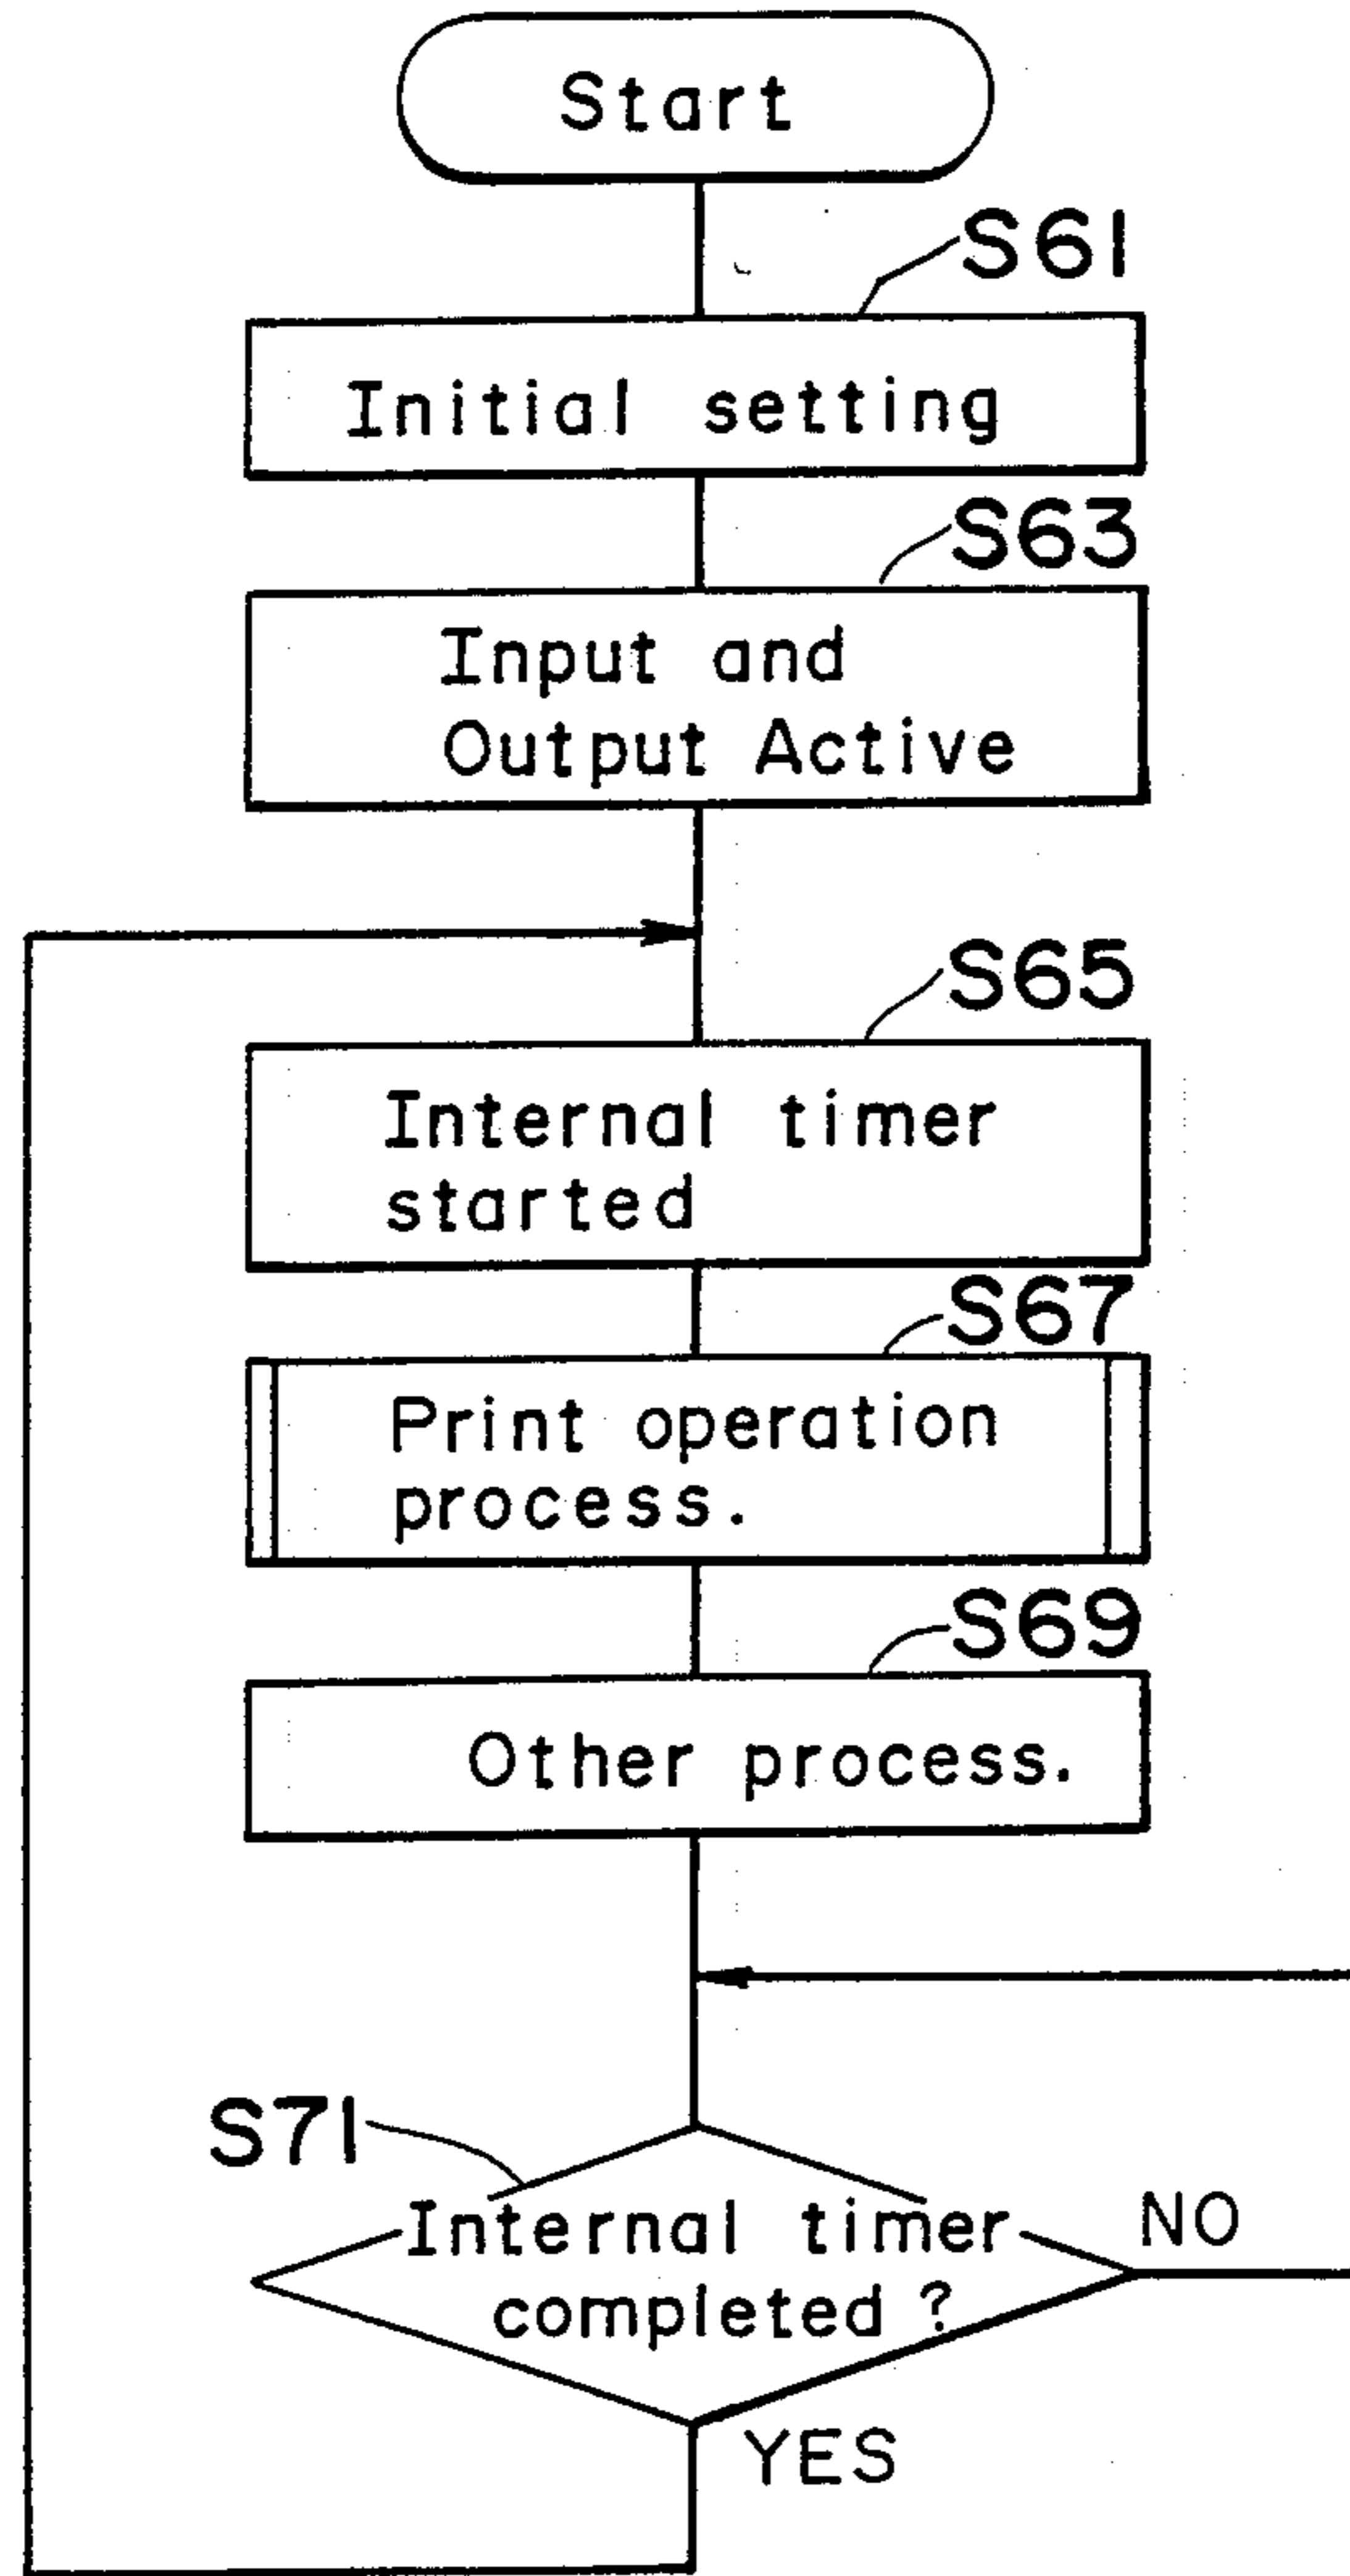 Start
S61
Initial setting
S63
Input and
Output Active
S65
Internal timer
started
S67
Print operation
process.
S69
Other process.
S71
Internal timer
completed ?
NO
YES